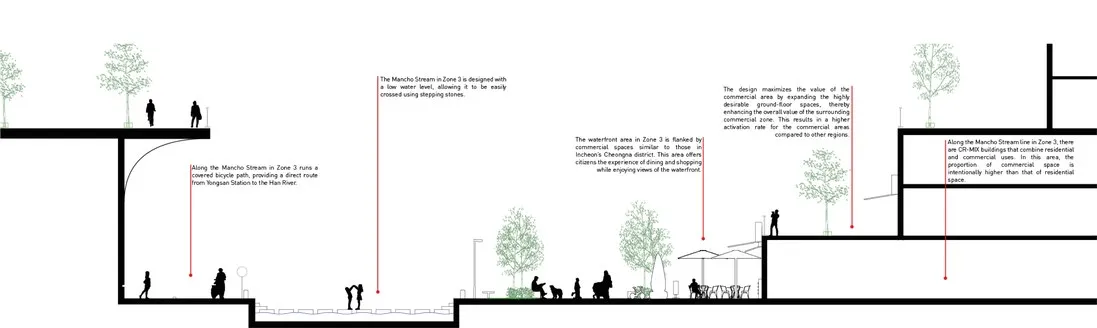 Along the Mancho Stream in Zone 3 runs a
covered bicycle path, providing a direct route
from Yongsan Station to the Han River.
The Mancho Stream in Zone 3 is designed with
a low water level, allowing it to be easily
crossed using stepping stones.
The waterfront area in Zone 3 is flanked by
commercial spaces similar to those in
Incheon's Cheongna district. This area offers
citizens the experience of dining and shopping
while enjoying views of the waterfront.
The design maximizes the value of the
commercial area by expanding the highly
desirable ground-floor spaces, thereby
enhancing the overall value of the surrounding
commercial zone. This results in a higher
activation rate for the commercial areas
compared to other regions.
Along the Mancho Stream line in Zone 3, there
are CR-MIX buildings that combine residential
and commercial uses. In this area, the
proportion of commercial space is
intentionally higher than that of residential
space.